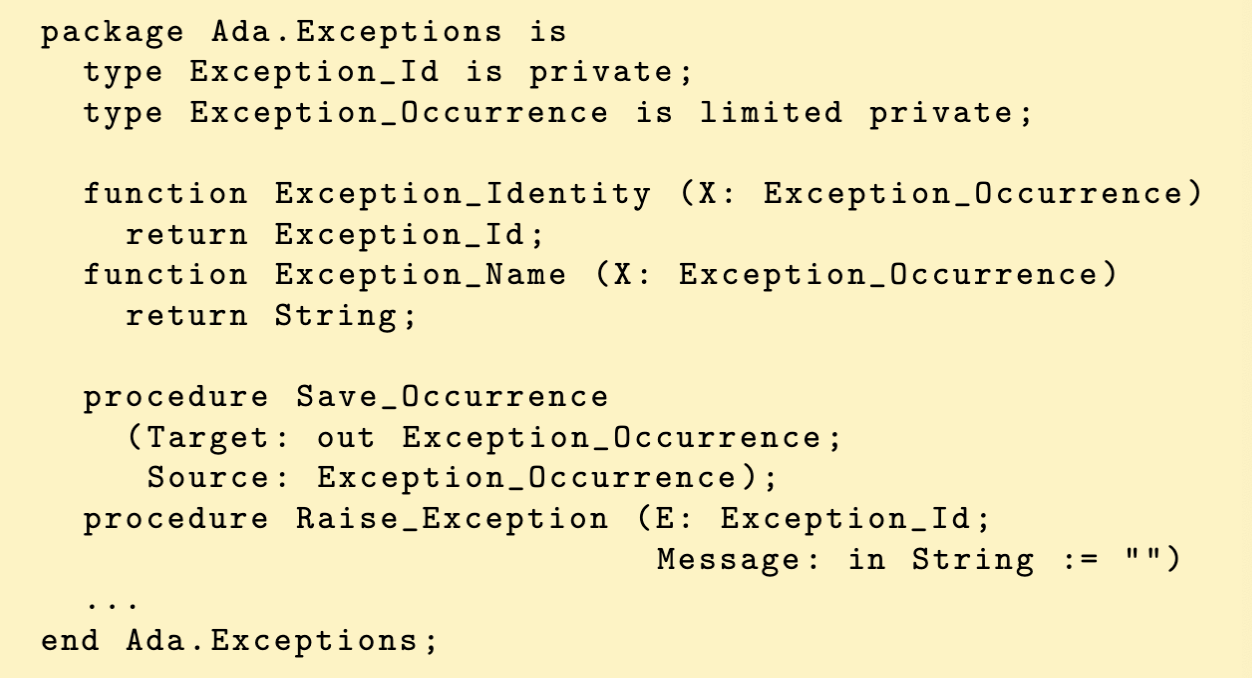 package Ada.Exceptions is
  type Exception_Id is private;
  type Exception_Occurrence is limited private;

  function Exception_Identity (X: Exception_Occurrence)
    return Exception_Id;
  function Exception_Name (X: Exception_Occurrence)
    return String;

  procedure Save_Occurrence
    (Target: out Exception_Occurrence;
     Source: Exception_Occurrence);
  procedure Raise_Exception (E: Exception_Id;
                             Message: in String := "")
  ...
end Ada.Exceptions;